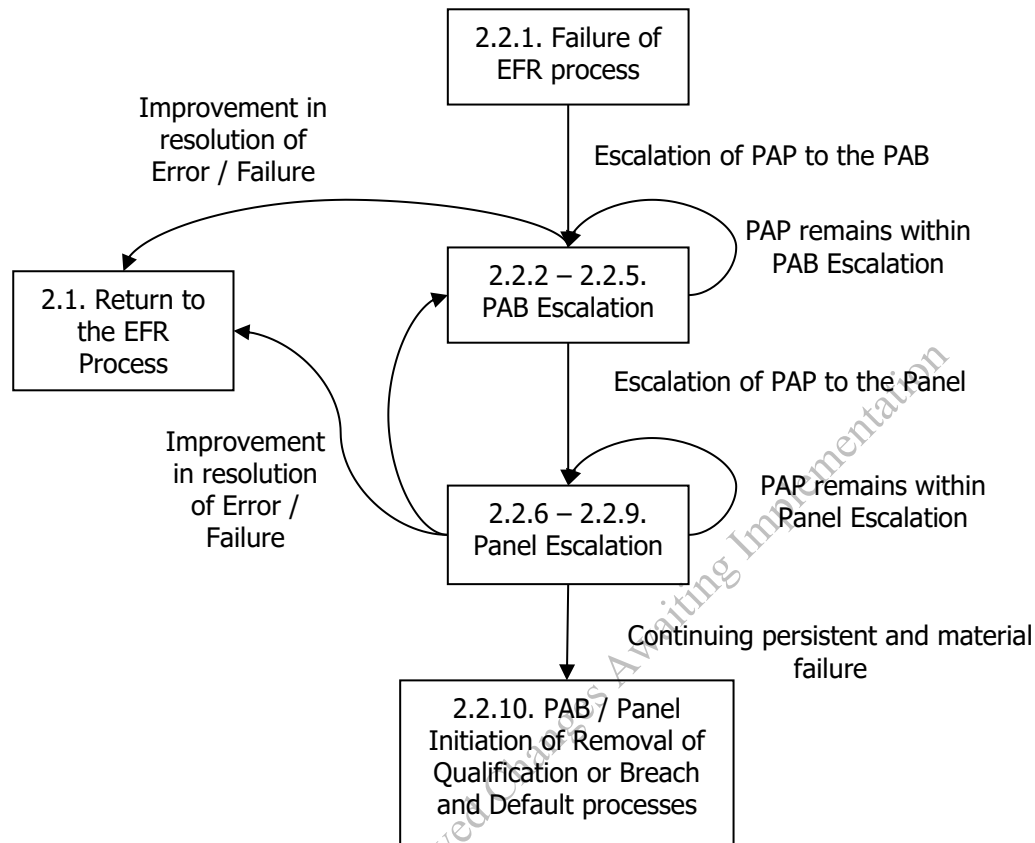 2.2.1. Failure of
EFR process
Improvement in
resolution of
Error / Failure
Escalation of PAP to the PAB
PAP remains within
PAB Escalation
2.2.2 – 2.2.5.
PAB Escalation
2.1. Return to
the EFR
Process
Escalation of PAP to the Panel
Improvement
in resolution
of Error /
Failure
PAP remains within
Panel Escalation
2.2.6 – 2.2.9.
Panel Escalation
Continuing persistent and material
failure
2.2.10. PAB / Panel
Initiation of Removal of
Qualification or Breach
and Default processes
Changes Awaiting Implementation